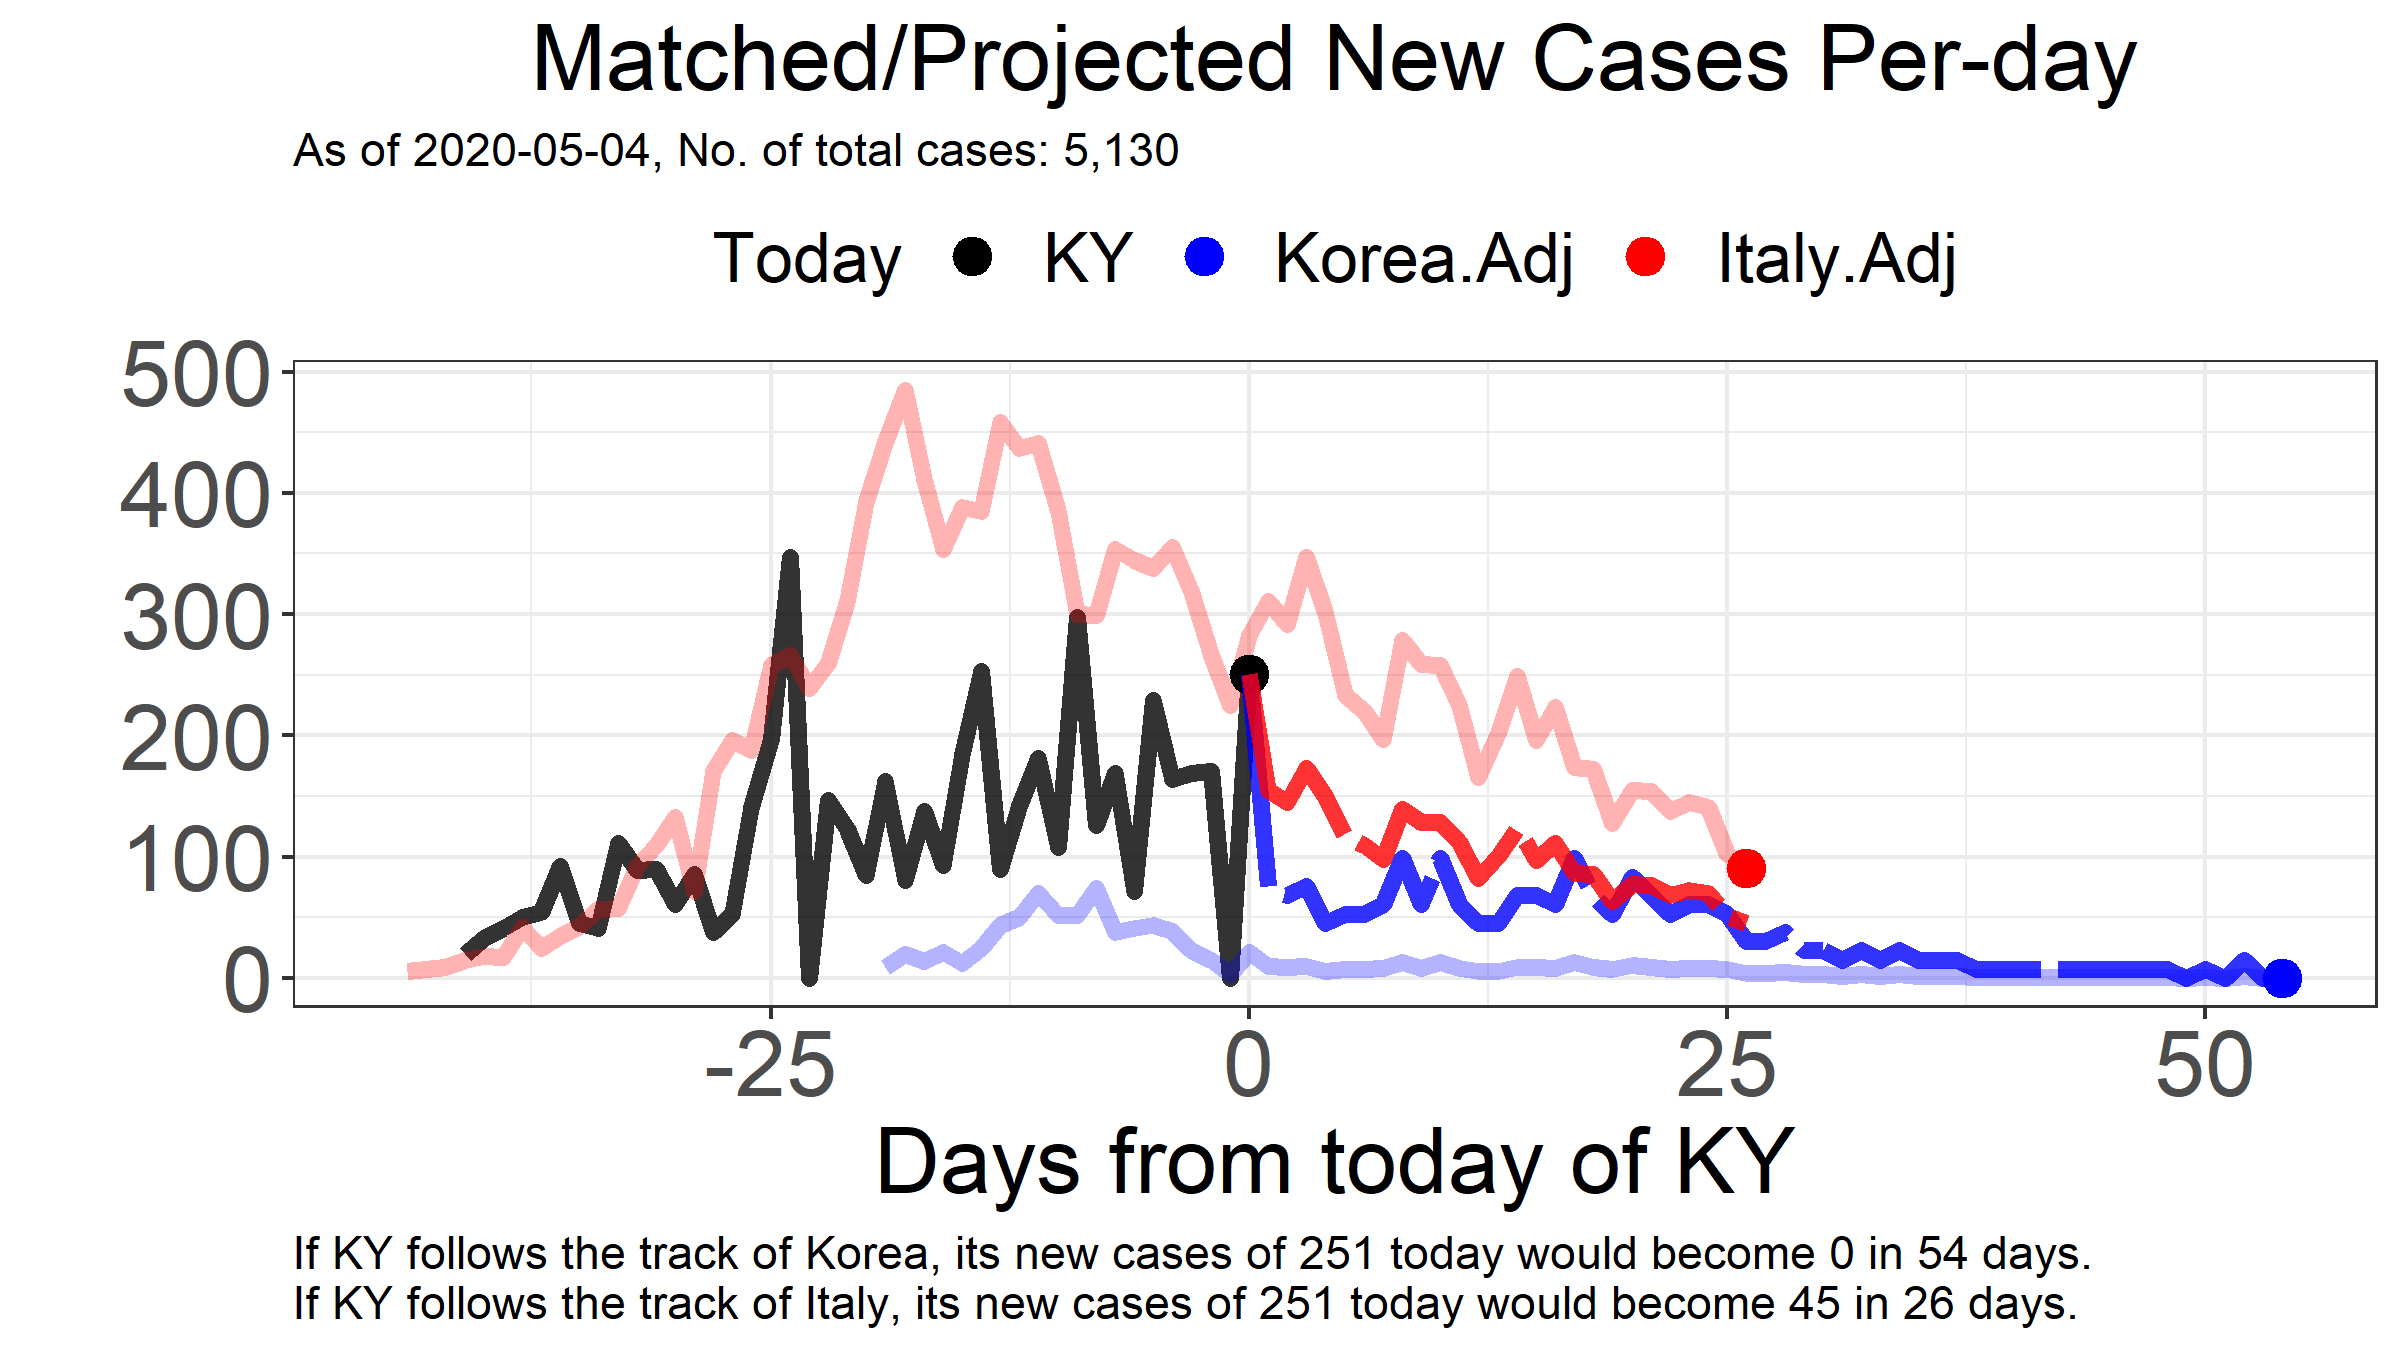 Matched/Projected New Cases Per-day
As of 2020-05-04, No. of total cases: 5,130
Today KY Korea.Adj Italy.Adj
500
400
300
200
100
0
-25 0 25 50
Days from today of KY
If KY follows the track of Korea, its new cases of 251 today would become 0 in 54 days.
If KY follows the track of Italy, its new cases of 251 today would become 45 in 26 days.